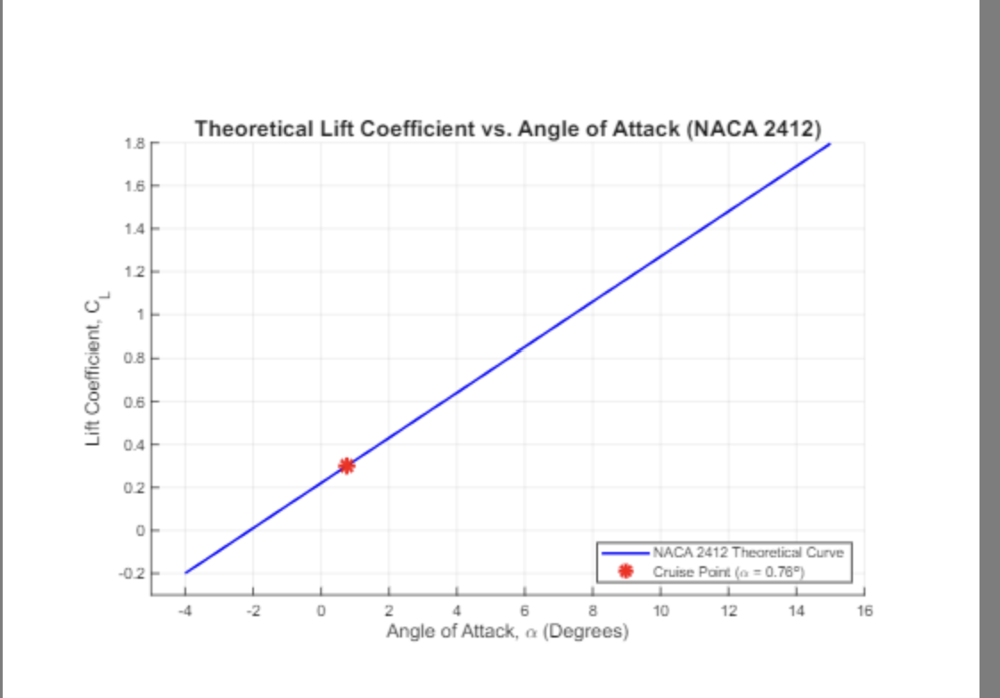 Theoretical Lift Coefficient vs. Angle of Attack (NACA 2412)
1.8
1.6
1.4
1.2
1
0.8
0.6
0.4
0.2
0
-0.2
Lift Coefficient, C_L
NACA 2412 Theoretical Curve
Cruise Point (α = 0.76º)
-4 -2 0 2 4 6 8 10 12 14 16
Angle of Attack, α (Degrees)